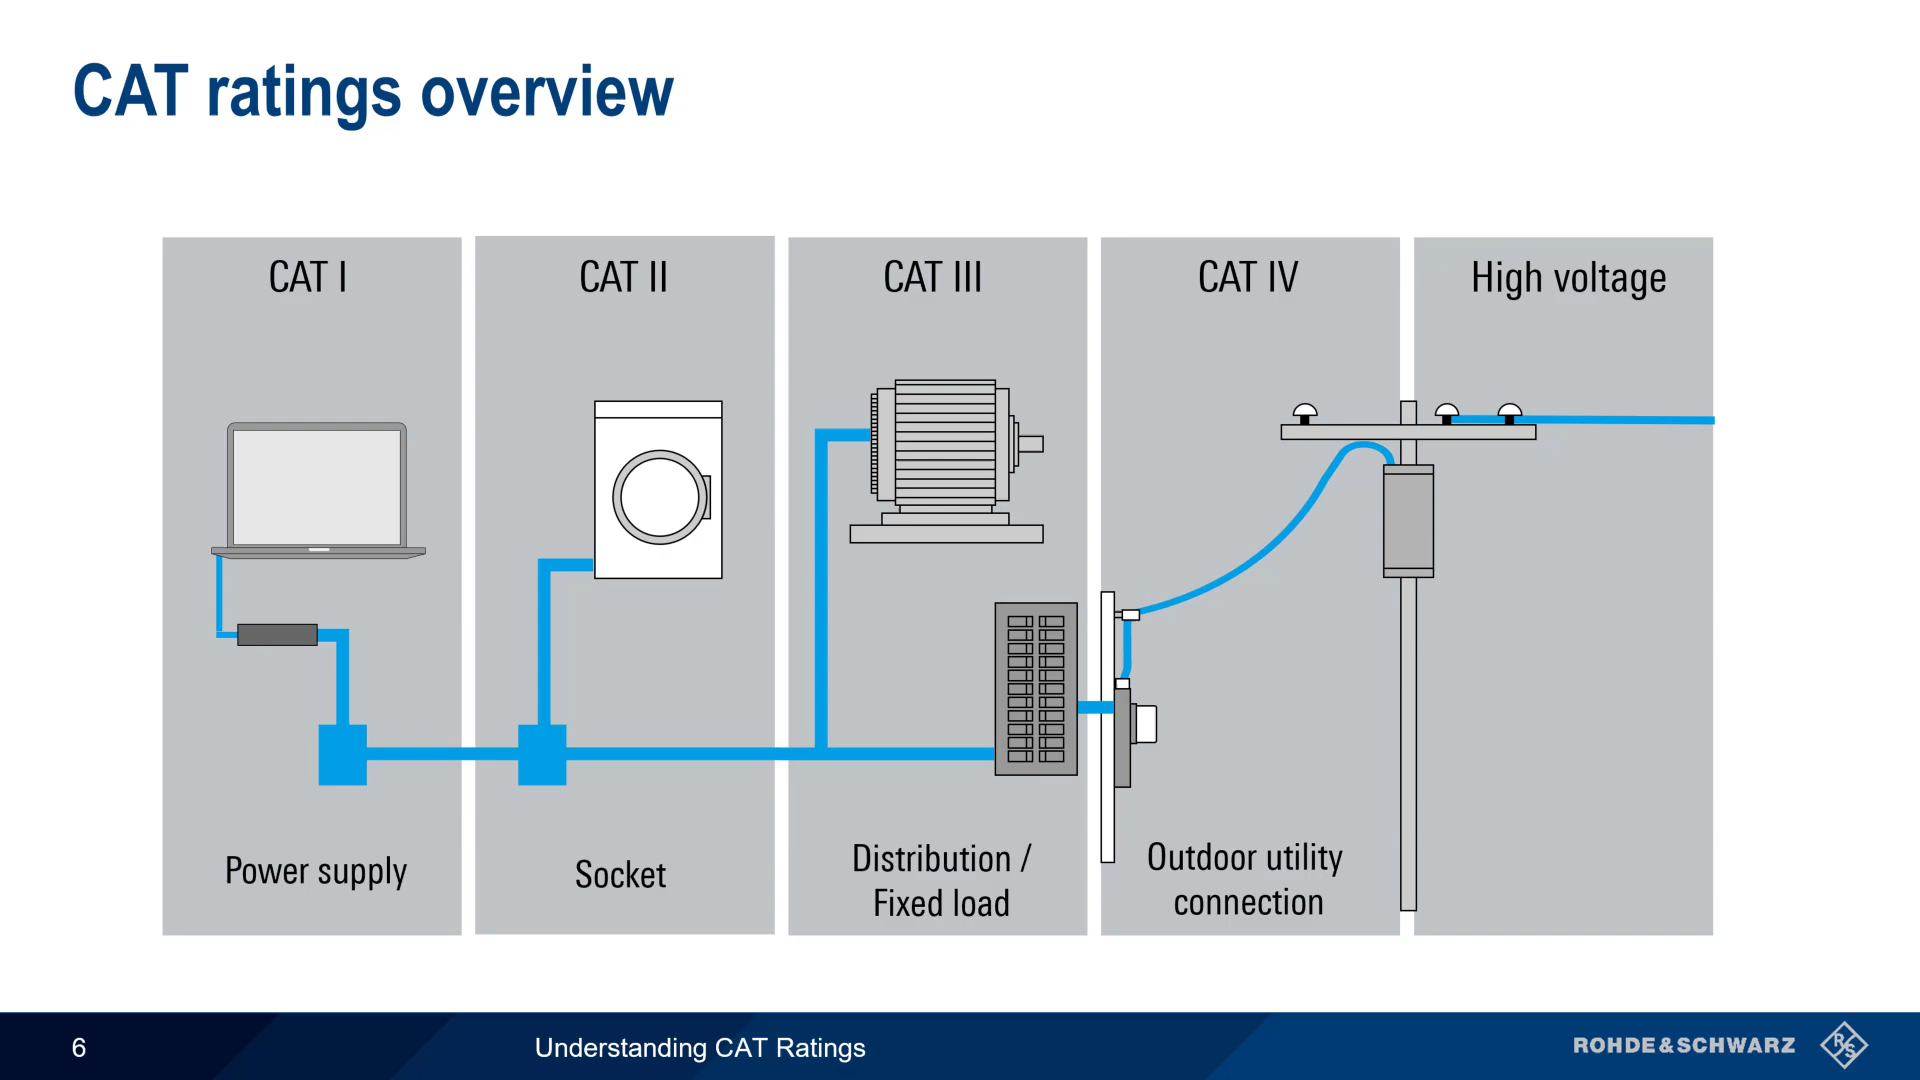 CAT ratings overview
CAT I
CAT II
CAT III
CAT IV
High voltage
Power supply
Socket
Distribution /
Fixed load
Outdoor utility
connection
6
Understanding CAT Ratings
ROHDE&SCHWARZ
R
S